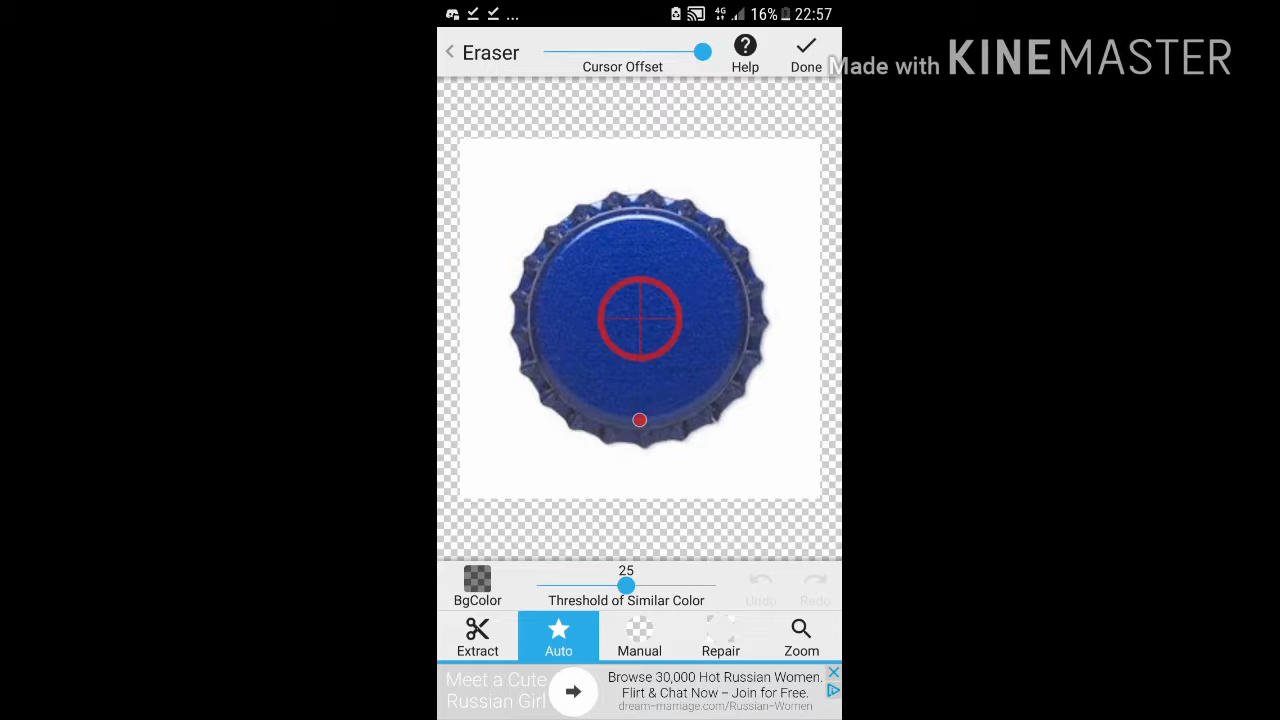 ... 4G 16% 22:57
Eraser
Cursor Offset
Help
Done
Made with KINEMASTER
25
BgColor
Threshold of Similar Color
Undo
Redo
Extract
Auto
Manual
Repair
Zoom
Meet a Cute
Russian Girl
Browse 30,000 Hot Russian Women.
Flirt & Chat Now – Join for Free.
dream-marriage.com/Russian-Women